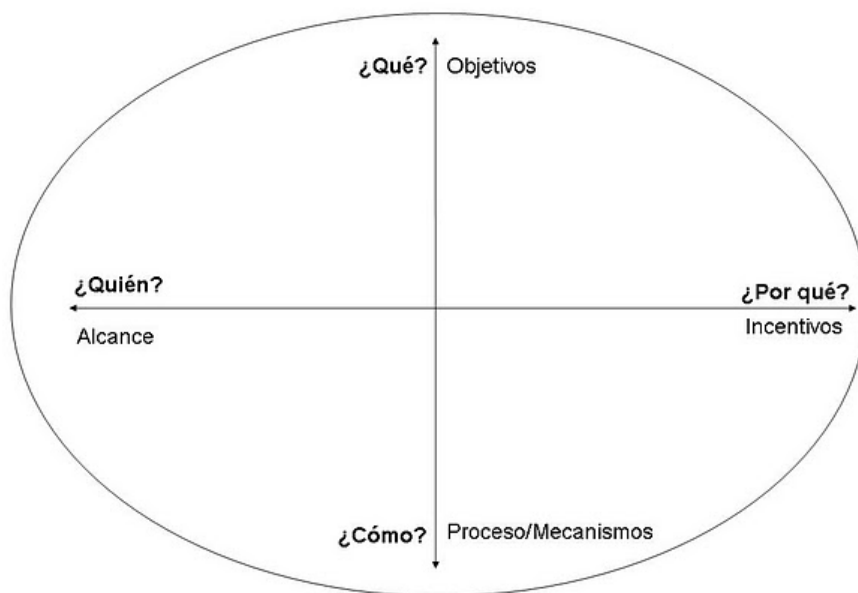 ¿Qué? Objetivos
¿Quién?
Alcance
¿Por qué?
Incentivos
¿Cómo? Proceso/Mecanismos